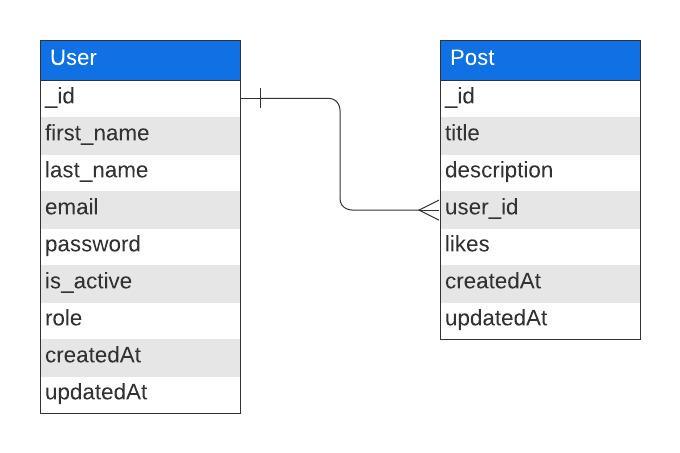 User
_id
first_name
last_name
email
password
is_active
role
createdAt
updatedAt
Post
_id
title
description
user_id
likes
createdAt
updatedAt